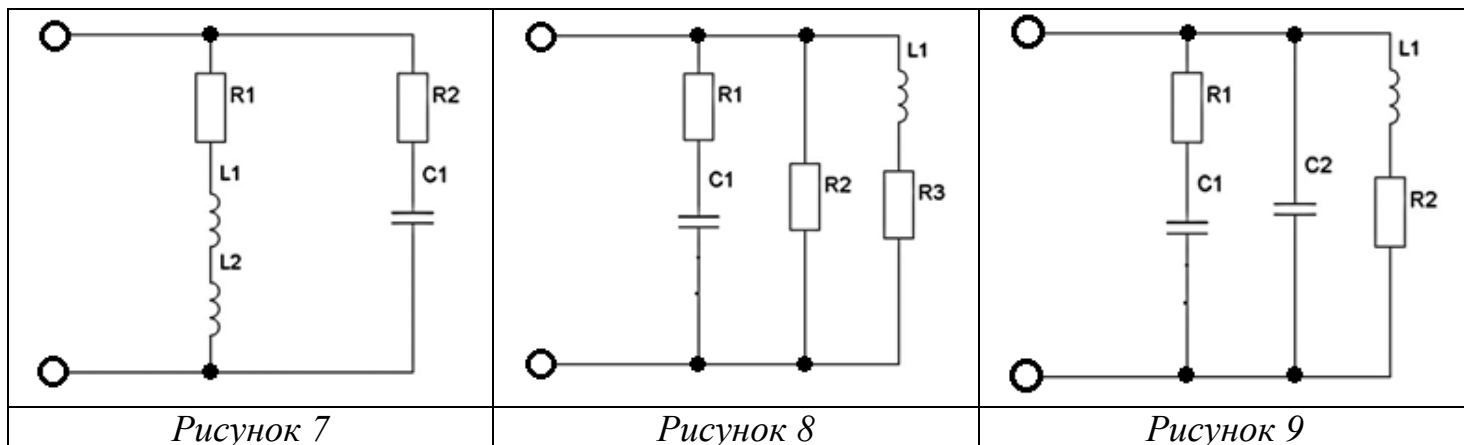 R1
R2
L1
C1
L2
Рисунок 7
L1
R1
C1
R2
R3
Рисунок 8
L1
R1
C2
C1
R2
Рисунок 9